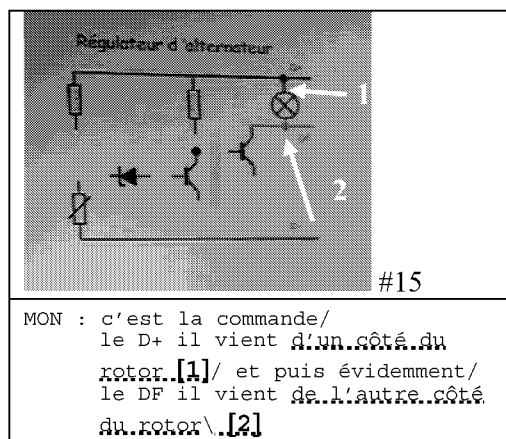 Régulateur d'alternateur
1
2
#15
MON : c'est la commande/
le D+ il vient d'un côté du
rotor [1]/ et puis évidemment/
le DF il vient de l'autre côté
du rotor\ [2]